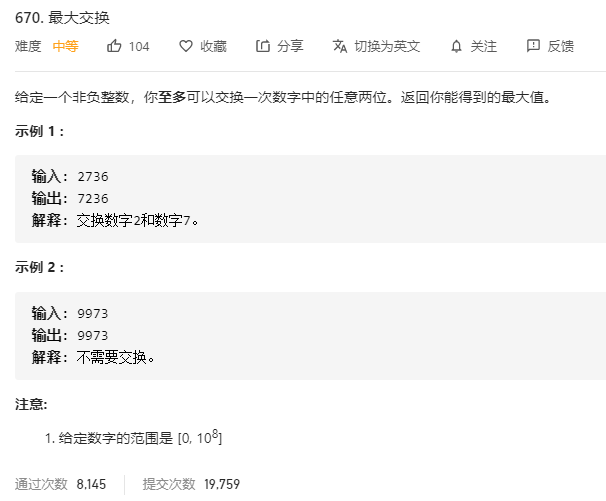 670. 最大交换
难度 中等 104 收藏 分享 切换为英文 关注 反馈
给定一个非负整数，你至多可以交换一次数字中的任意两位。返回你能得到的最大值。
示例 1 :
输入: 2736
输出: 7236
解释: 交换数字2和数字7。
示例 2 :
输入: 9973
输出: 9973
解释: 不需要交换。
注意:
1. 给定数字的范围是 [0, 10⁸]
通过次数 8,145 提交次数 19,759